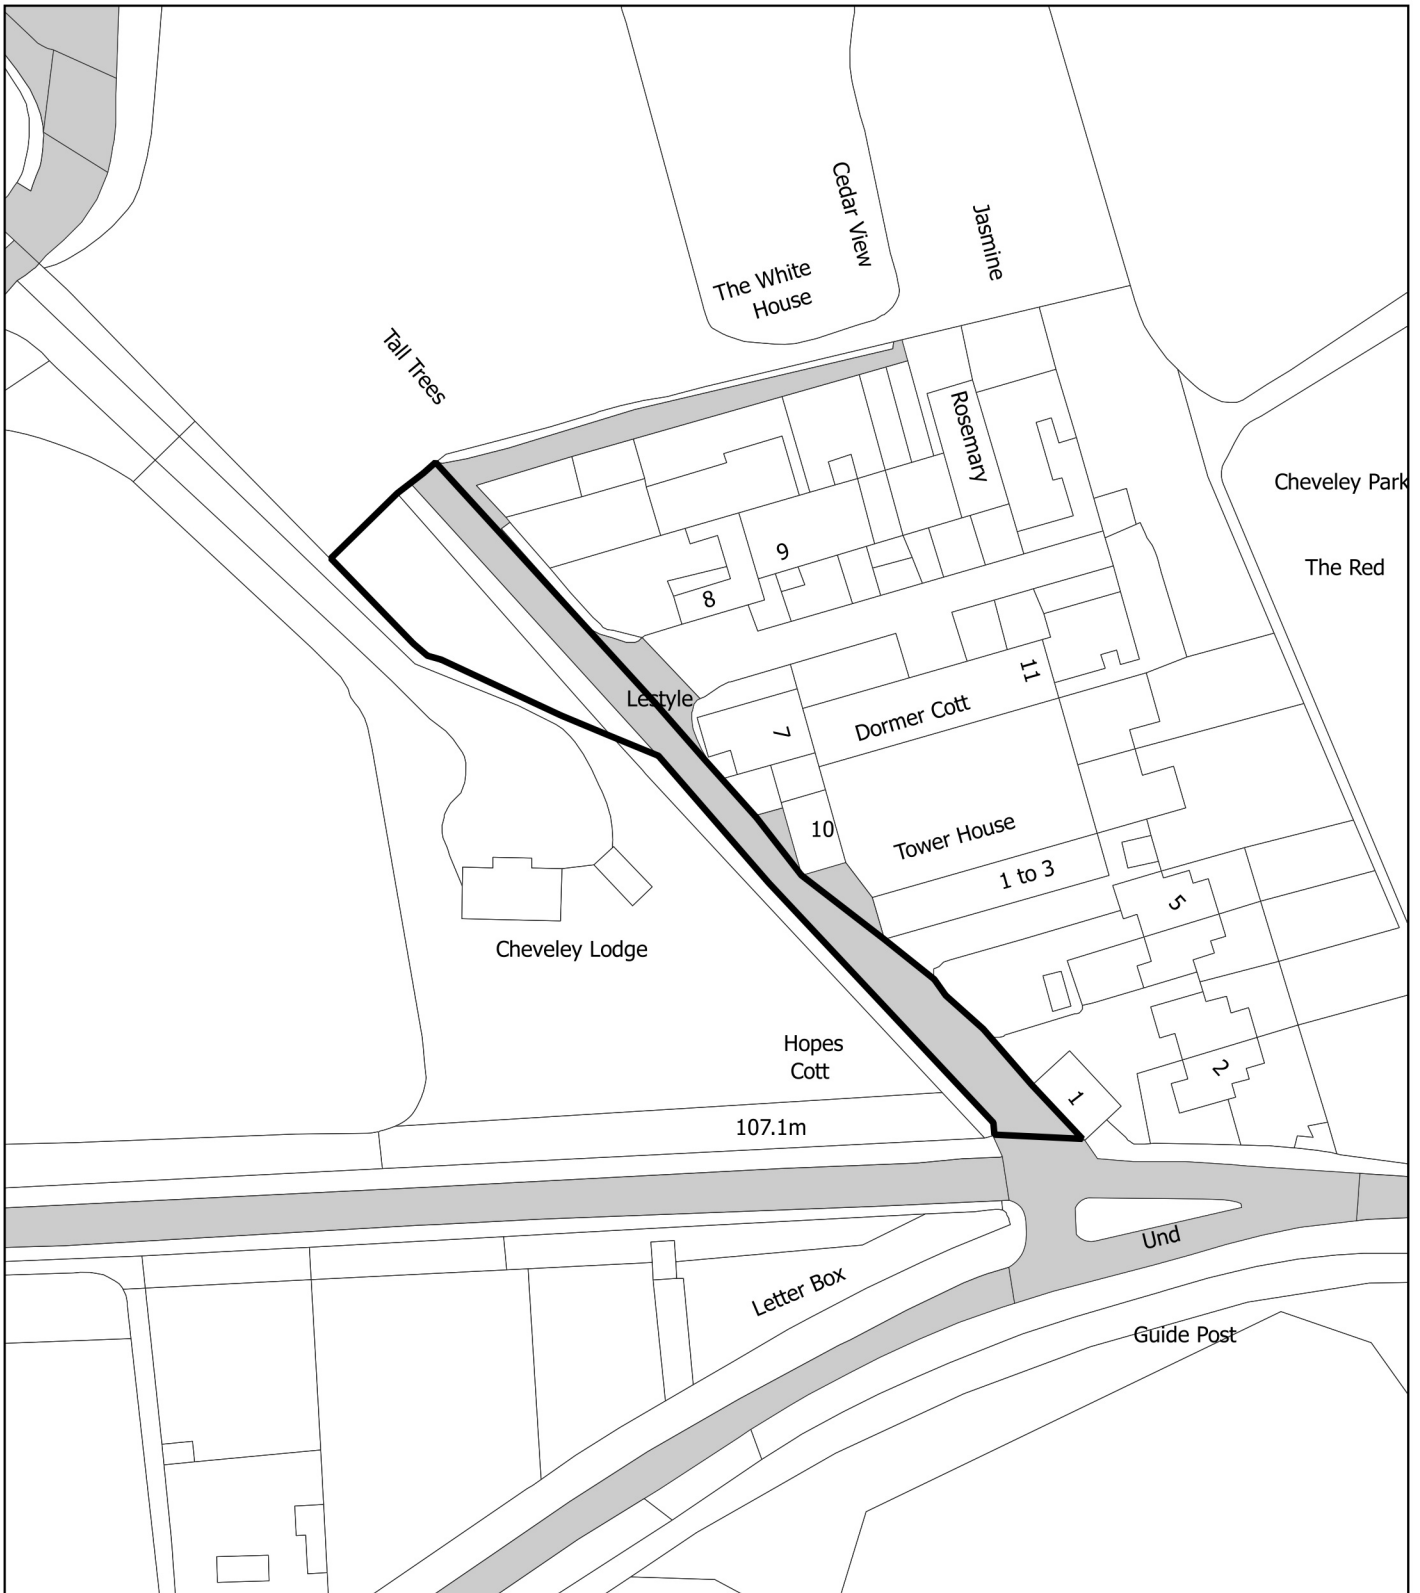 Cedar View
Jasmine
The White
House
Tall Trees
Rosemary
Cheveley Park
The Red
9
8
11
Lestyle
7
Dormer Cott
10
Tower House
1 to 3
5
Cheveley Lodge
Hopes
Cott
2
1
107.1m
Und
Letter Box
Guide Post